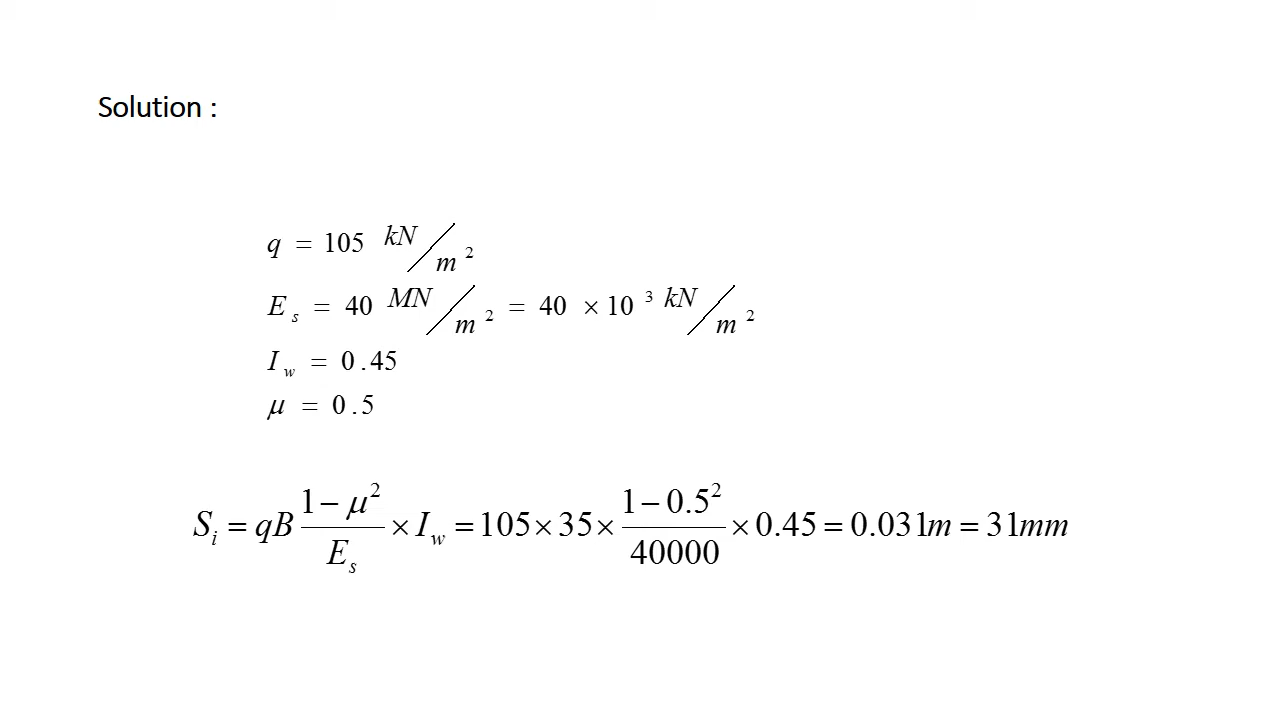 Solution :
q = 105 kN/m²
E_s = 40 MN/m² = 40 × 10³ kN/m²
I_w = 0.45
μ = 0.5
S_i = qB (1 − μ²)/E_s × I_w = 105 × 35 × (1 − 0.5²)/40000 × 0.45 = 0.031m = 31mm